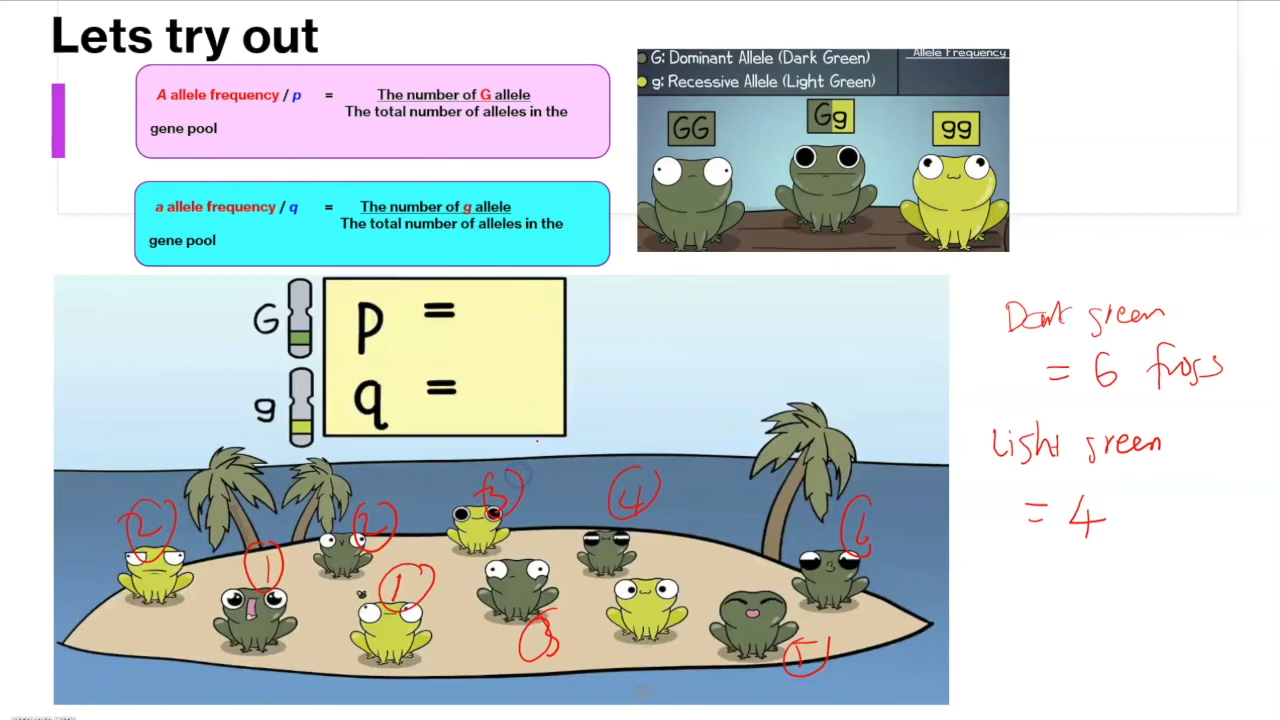 Lets try out
A allele frequency / p = The number of G allele
The total number of alleles in the
gene pool
a allele frequency / q = The number of g allele
The total number of alleles in the
gene pool
G: Dominant Allele (Dark Green)
g: Recessive Allele (Light Green)
Allele Frequency
GG
Gg
gg
G
p =
g
q =
Dark green
= 6 frogs
Light green
= 4
②
①
②
①
③
③
④